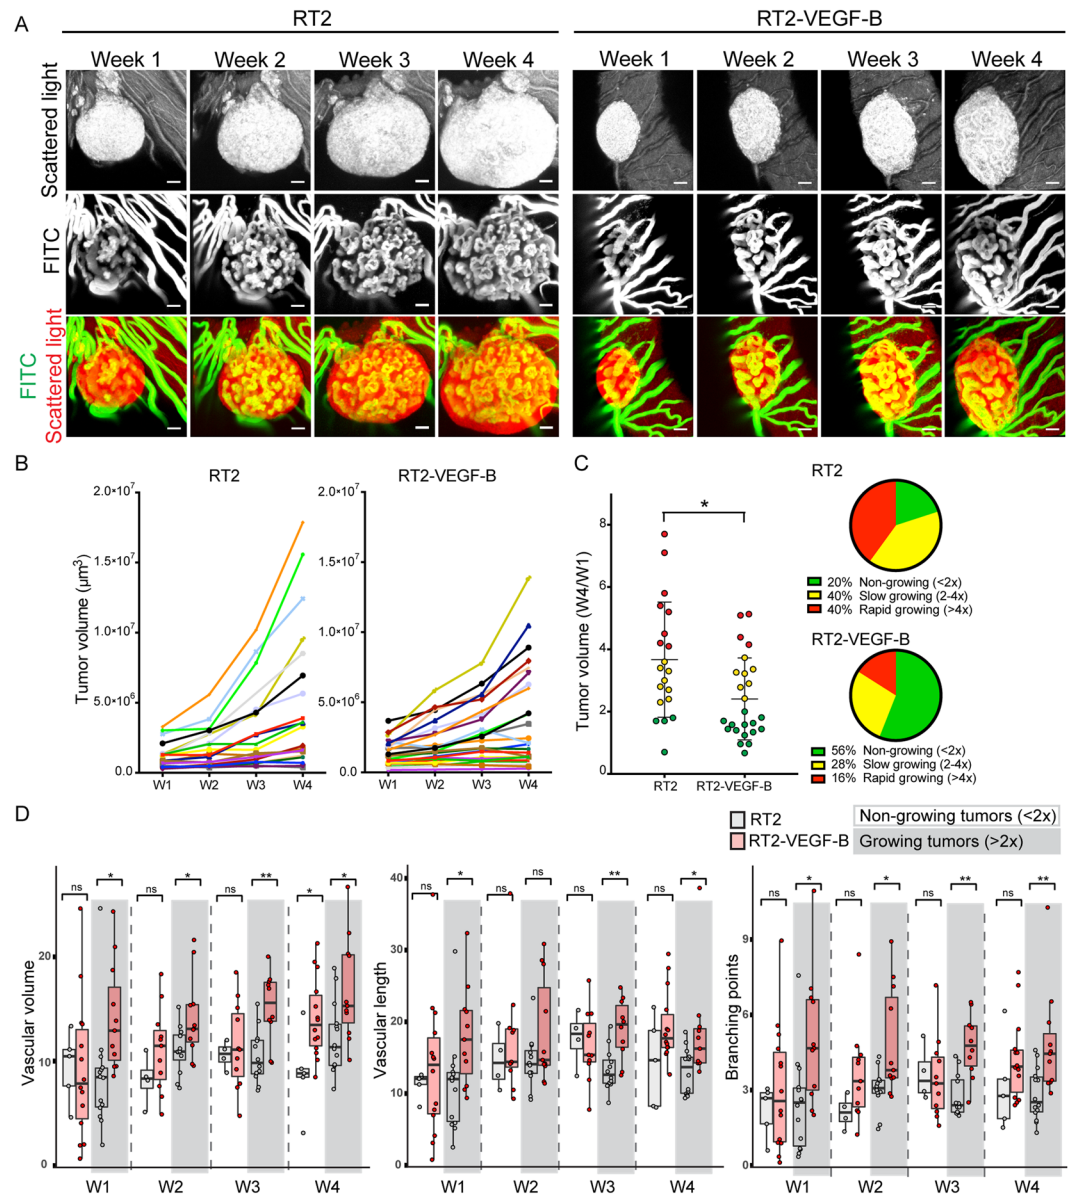 A
RT2
RT2-VEGF-B
Week 1
Week 2
Week 3
Week 4
Week 1
Week 2
Week 3
Week 4
Scattered light
FITC
FITC
Scattered light
B
RT2
RT2-VEGF-B
Tumor volume (µm³)
2.0×10⁷
1.5×10⁷
1.0×10⁷
5.0×10⁶
0.0
W1
W2
W3
W4
2.0×10⁷
1.5×10⁷
1.0×10⁷
5.0×10⁶
0.0
W1
W2
W3
W4
C
Tumor volume (W4/W1)
8
6
4
2
0
*
RT2
RT2-VEGF-B
RT2
20% Non-growing (<2x)
40% Slow growing (2-4x)
40% Rapid growing (>4x)
RT2-VEGF-B
56% Non-growing (<2x)
28% Slow growing (2-4x)
16% Rapid growing (>4x)
D
RT2
RT2-VEGF-B
Non-growing tumors (<2x)
Growing tumors (>2x)
Vascular volume
20
10
0
ns
*
ns
*
ns
**
*
*
W1
W2
W3
W4
Vascular length
40
30
20
10
0
ns
*
ns
ns
ns
**
ns
*
W1
W2
W3
W4
Branching points
9
6
3
0
ns
*
ns
*
ns
**
ns
**
W1
W2
W3
W4